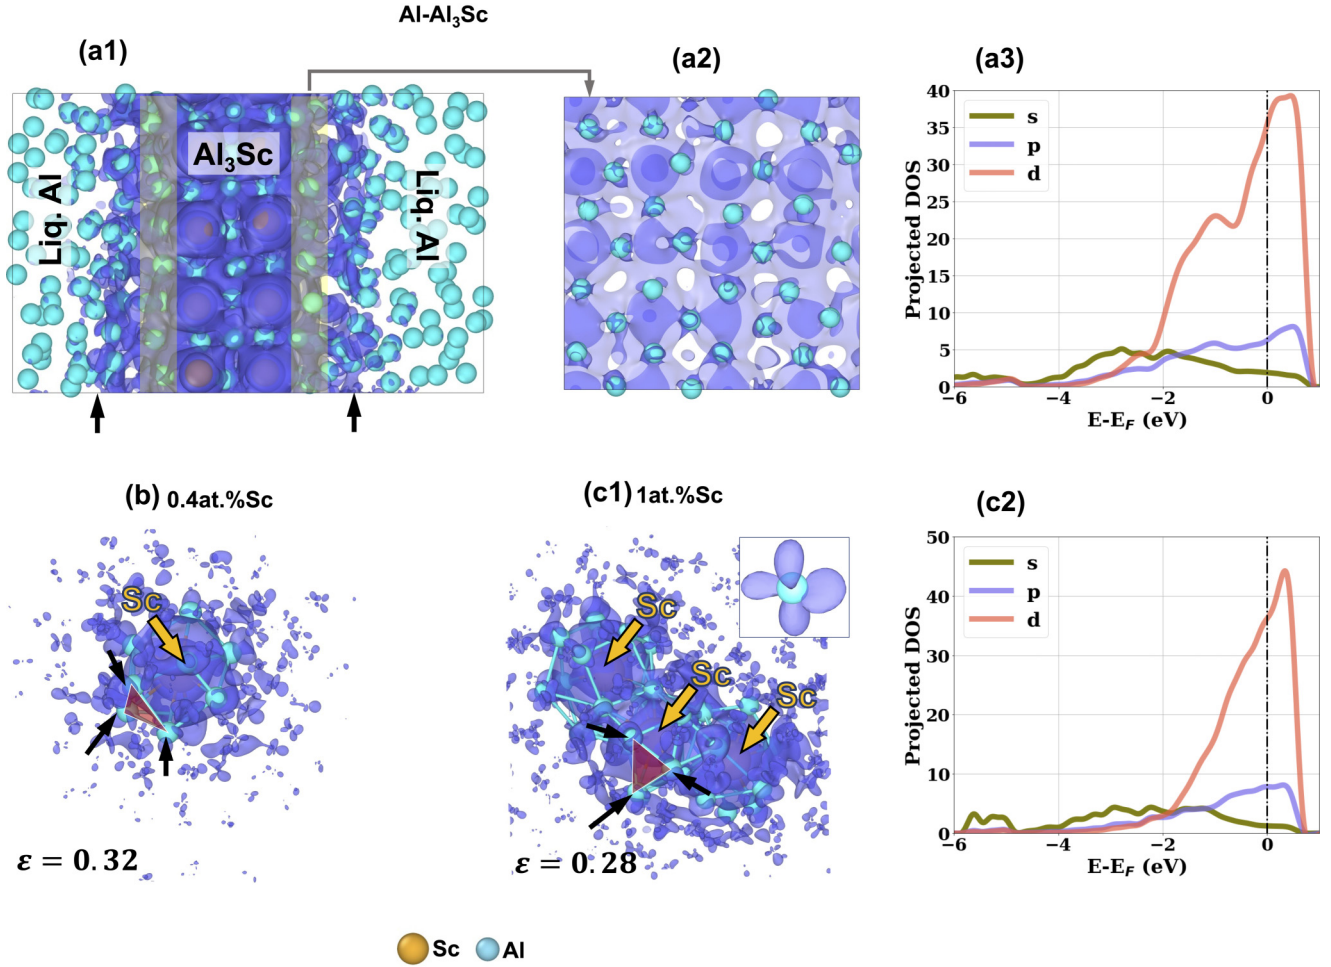 Al-Al₃Sc
(a1)
(a2)
(a3)
Al₃Sc
Liq. Al
Liq. Al
40
35
30
25
20
15
10
5
0
Projected DOS
s
p
d
−6
−4
−2
0
E-E_F (eV)
(b) 0.4at.%Sc
(c1) 1at.%Sc
(c2)
Sc
Sc
Sc
Sc
ε = 0.32
ε = 0.28
50
40
30
20
10
0
Projected DOS
s
p
d
−6
−4
−2
0
E-E_F (eV)
Sc
Al